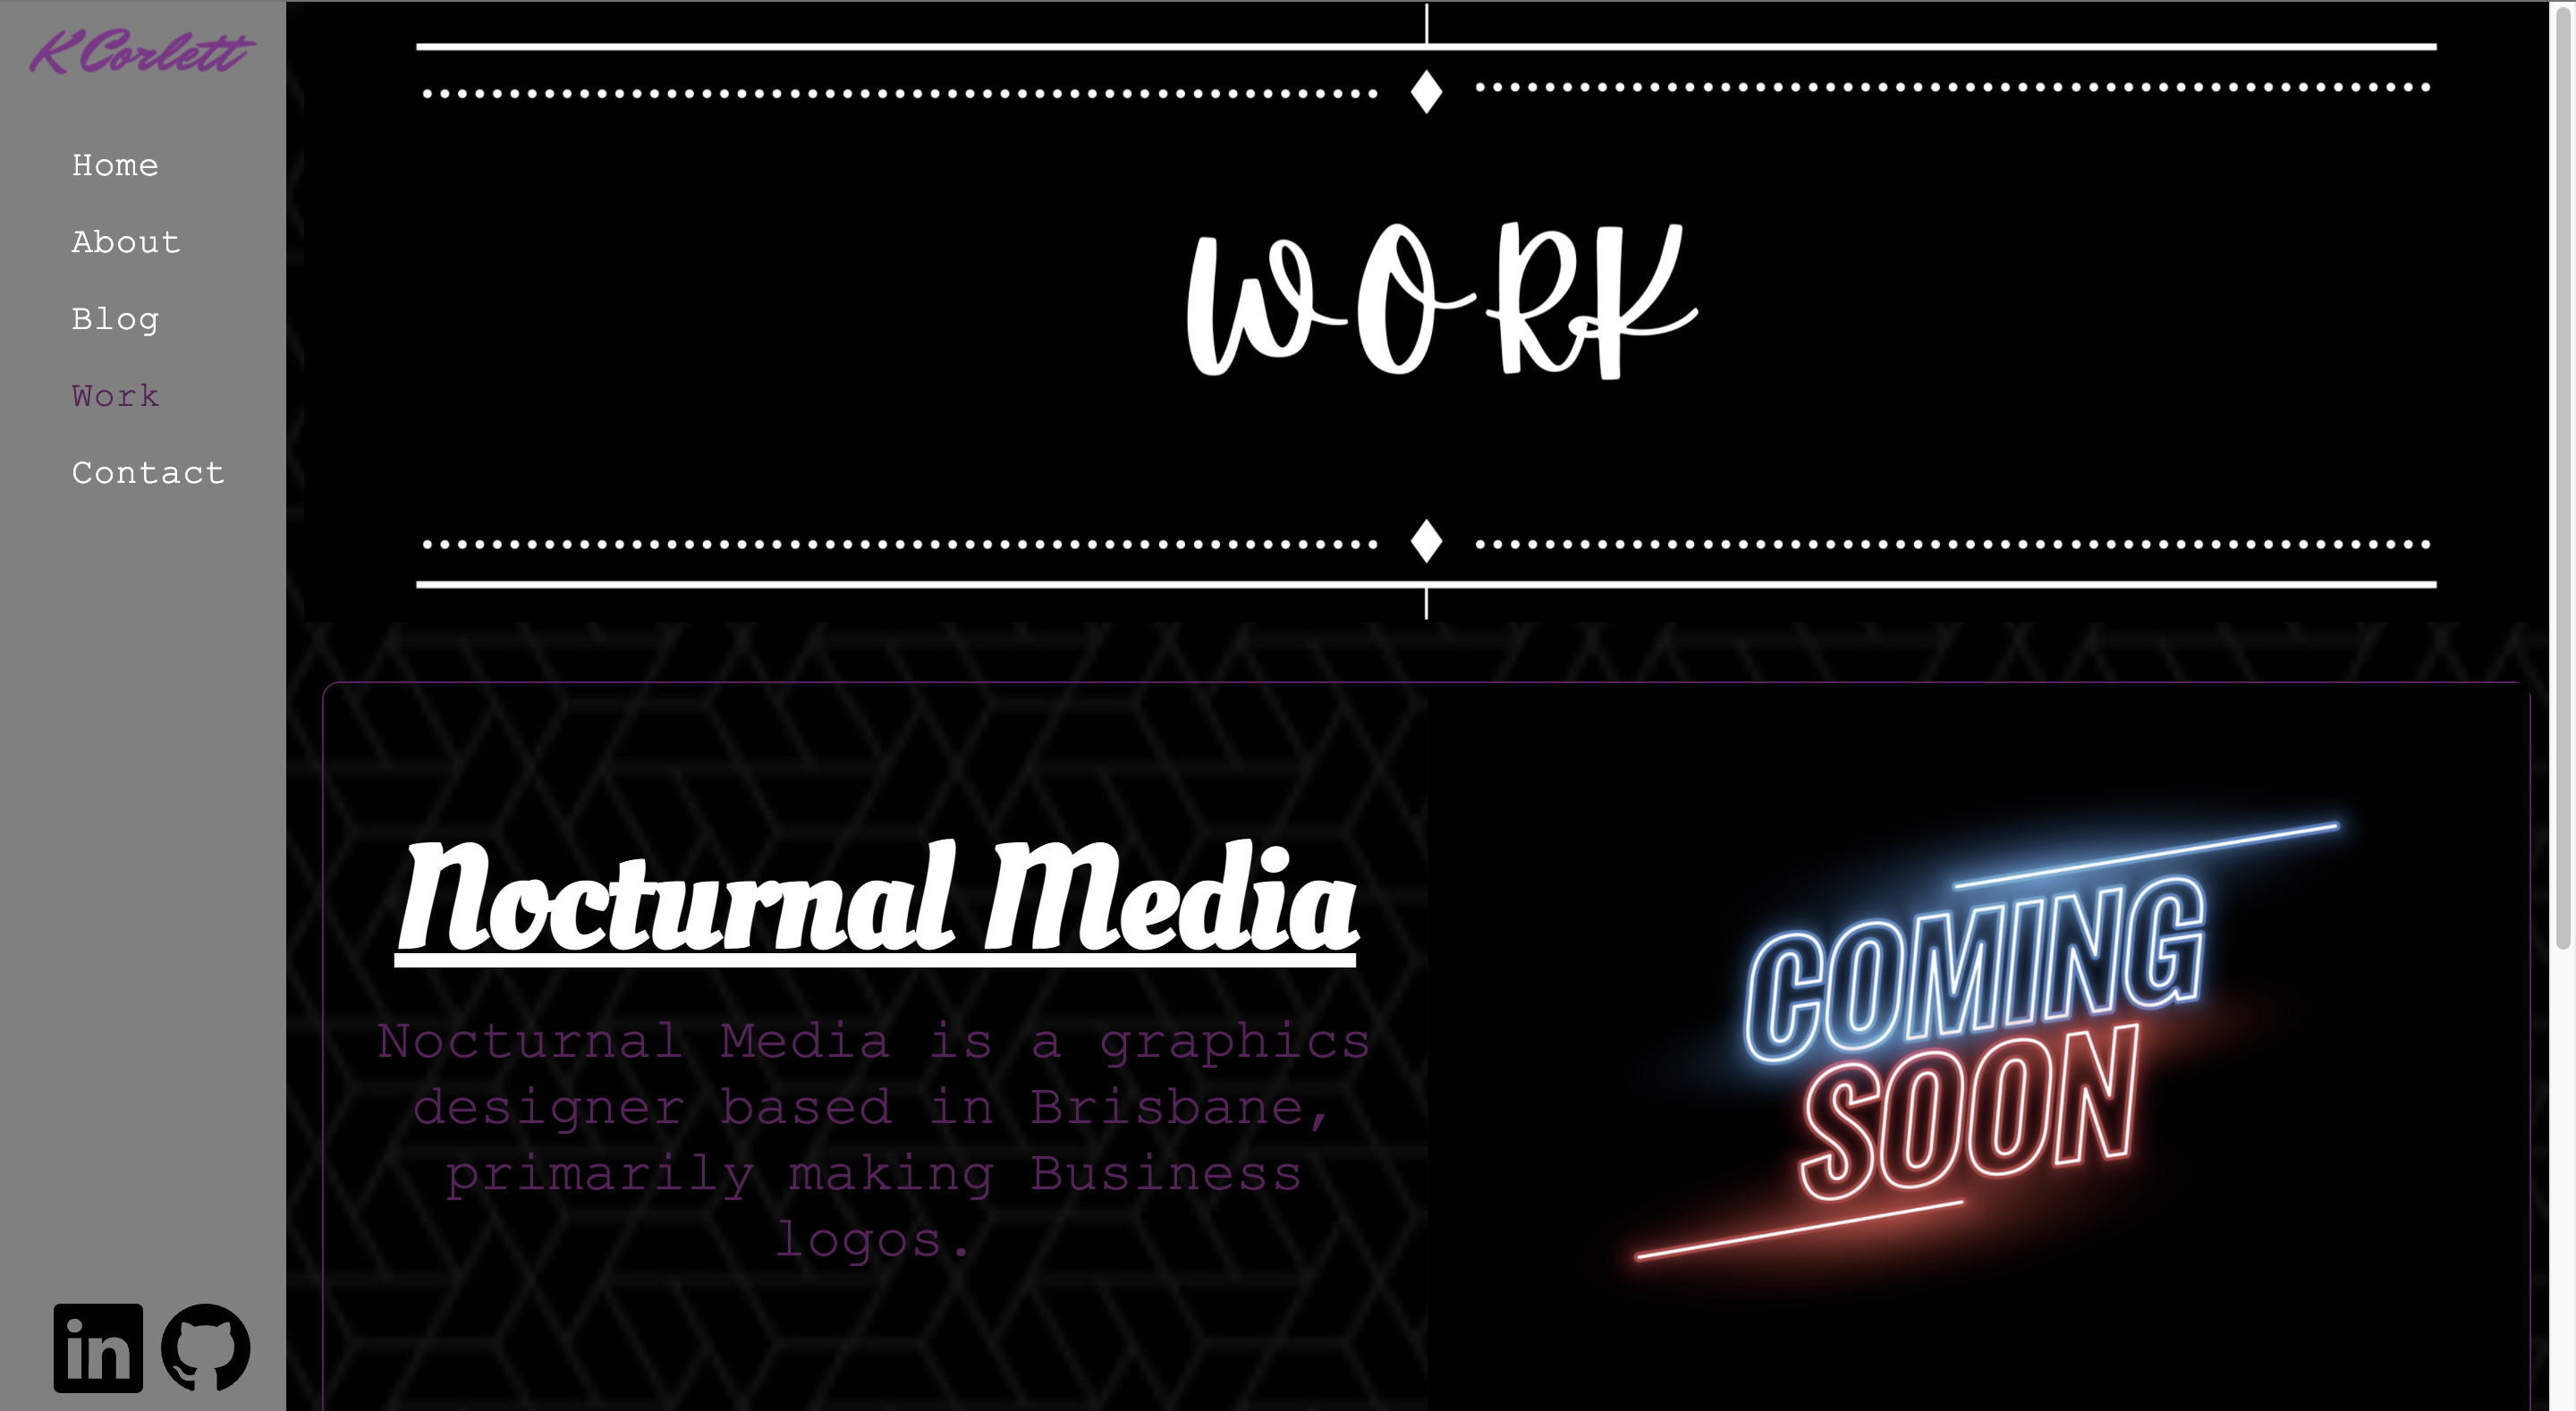 K Corlett
Home
About
Blog
Work
Contact
in
WORK
Nocturnal Media
Nocturnal Media is a graphics
designer based in Brisbane,
primarily making Business
logos.
COMING
SOON